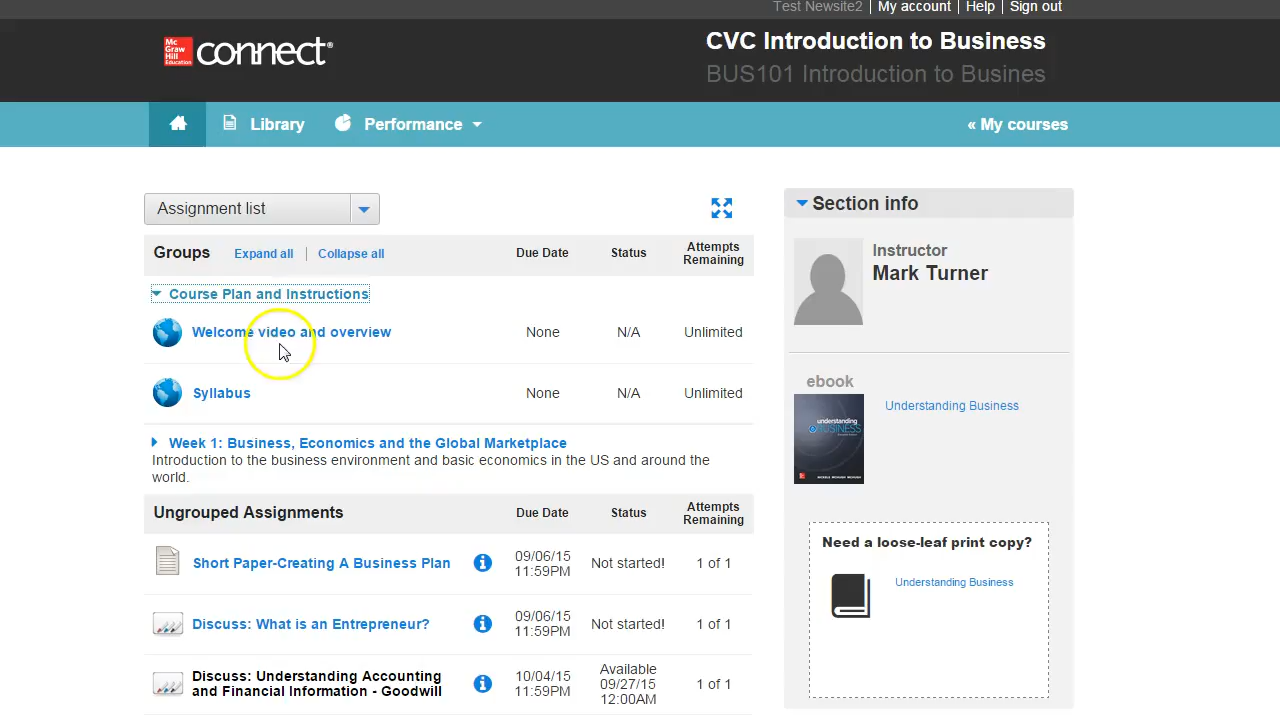 Test Newsite2 | My account | Help | Sign out
Mc Graw Hill Education
connect®
CVC Introduction to Business
BUS101 Introduction to Busines
Library
Performance
« My courses
Assignment list
Groups Expand all | Collapse all Due Date Status Attempts Remaining
Course Plan and Instructions
Welcome video and overview None N/A Unlimited
Syllabus None N/A Unlimited
Week 1: Business, Economics and the Global Marketplace
Introduction to the business environment and basic economics in the US and around the
world.
Ungrouped Assignments Due Date Status Attempts Remaining
Short Paper-Creating A Business Plan 09/06/15 11:59PM Not started! 1 of 1
Discuss: What is an Entrepreneur? 09/06/15 11:59PM Not started! 1 of 1
Discuss: Understanding Accounting
and Financial Information - Goodwill
10/04/15 11:59PM
Available 09/27/15 12:00AM
1 of 1
Section info
Instructor
Mark Turner
ebook
understanding
BUSINESS
Understanding Business
Need a loose-leaf print copy?
Understanding Business